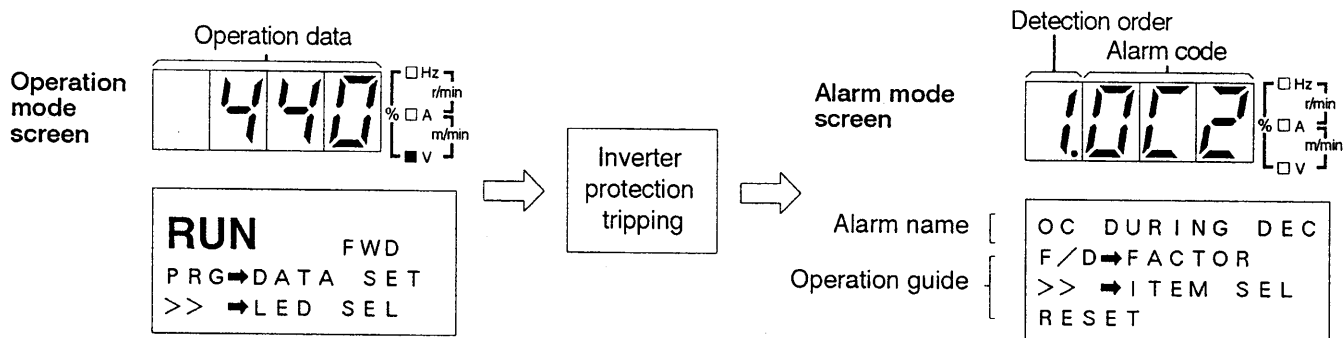 Operation data
Operation mode screen
440
% □ Hz r/min
□ A m/min
■ V
RUN FWD
PRG➡DATA SET
>> ➡LED SEL
Inverter protection tripping
Detection order
Alarm code
Alarm mode screen
1.OC2
% □ Hz r/min
□ A m/min
□ V
Alarm name
OC DURING DEC
Operation guide
F/D➡FACTOR
>> ➡ITEM SEL
RESET